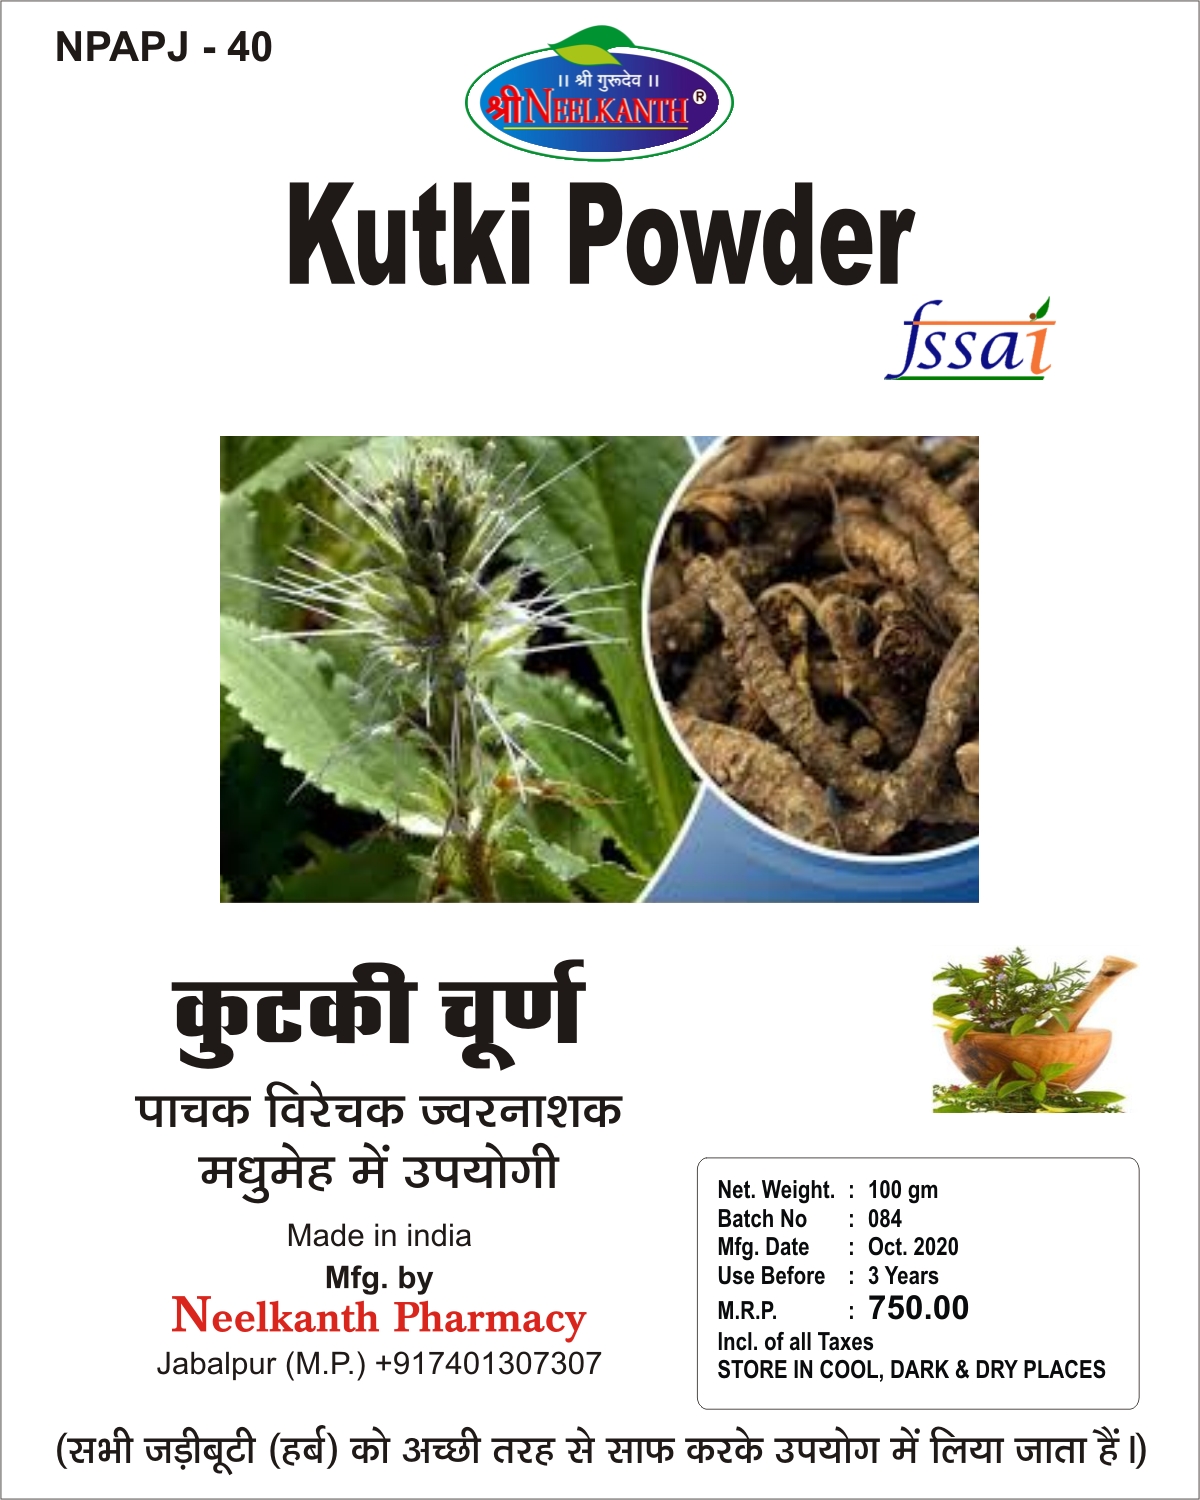 NPAPJ - 40
।। श्री गुरूदेव ।।
श्री NEELKANTH ®
Kutki Powder
fssai
कुटकी चूर्ण
पाचक विरेचक ज्वरनाशक
मधुमेह में उपयोगी
Made in india
Mfg. by
Neelkanth Pharmacy
Jabalpur (M.P.) +917401307307
Net. Weight. : 100 gm
Batch No : 084
Mfg. Date : Oct. 2020
Use Before : 3 Years
M.R.P. : 750.00
Incl. of all Taxes
STORE IN COOL, DARK & DRY PLACES
(सभी जड़ीबूटी (हर्ब) को अच्छी तरह से साफ करके उपयोग में लिया जाता हैं।)